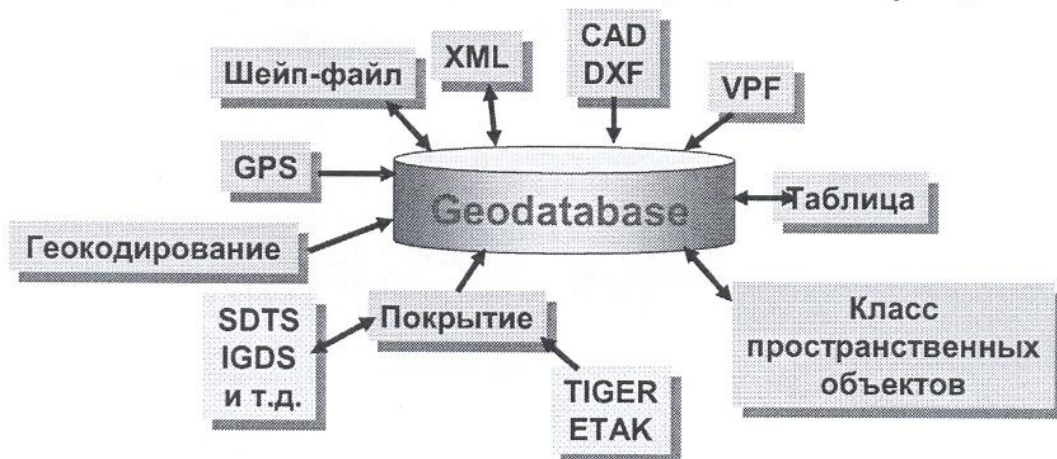 CAD
DXF
XML
Шейп-файл
VPF
GPS
Geodatabase
Таблица
Геокодирование
SDTS
IGDS
и т.д.
Покрытие
Класс
пространственных
объектов
TIGER
ETAK